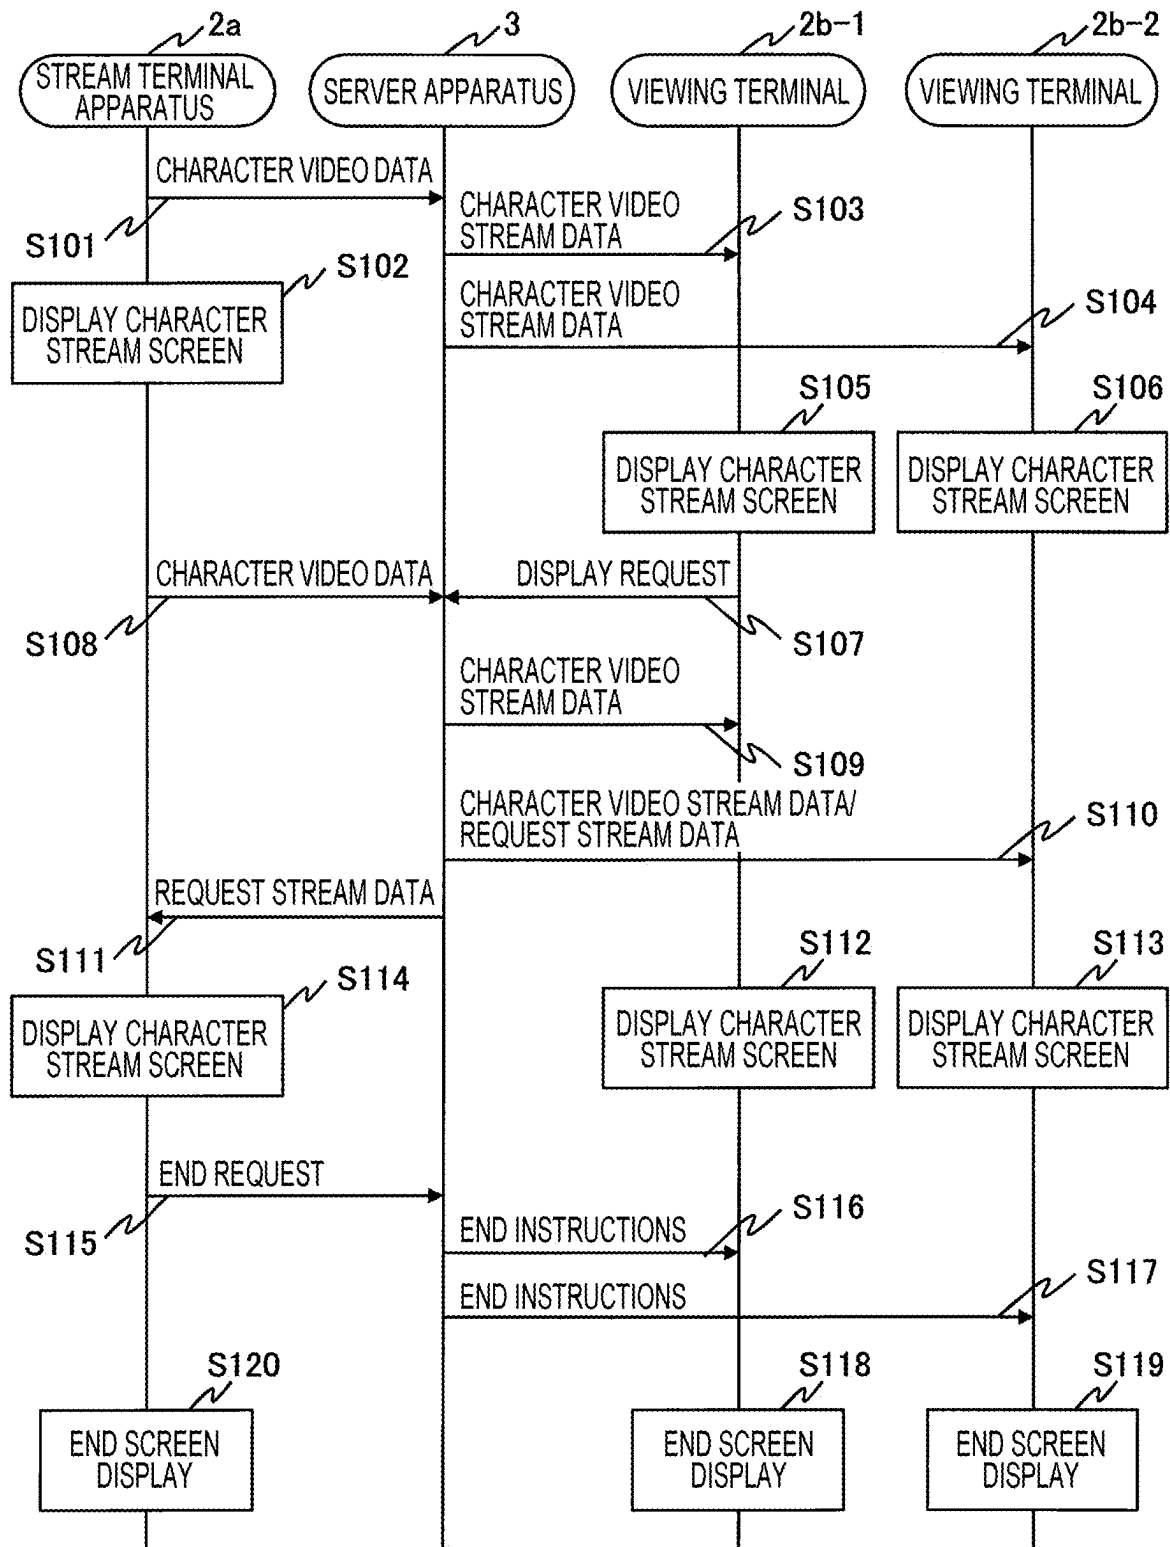 2a
3
2b-1
2b-2
STREAM TERMINAL
APPARATUS
SERVER APPARATUS
VIEWING TERMINAL
VIEWING TERMINAL
CHARACTER VIDEO DATA
S101
CHARACTER VIDEO
STREAM DATA
S103
S102
DISPLAY CHARACTER
STREAM SCREEN
CHARACTER VIDEO
STREAM DATA
S104
S105
S106
DISPLAY CHARACTER
STREAM SCREEN
DISPLAY CHARACTER
STREAM SCREEN
CHARACTER VIDEO DATA
DISPLAY REQUEST
S108
S107
CHARACTER VIDEO
STREAM DATA
S109
CHARACTER VIDEO STREAM DATA/
REQUEST STREAM DATA
S110
REQUEST STREAM DATA
S111
S112
S113
S114
DISPLAY CHARACTER
STREAM SCREEN
DISPLAY CHARACTER
STREAM SCREEN
DISPLAY CHARACTER
STREAM SCREEN
END REQUEST
S115
END INSTRUCTIONS
S116
END INSTRUCTIONS
S117
S120
S118
S119
END SCREEN
DISPLAY
END SCREEN
DISPLAY
END SCREEN
DISPLAY